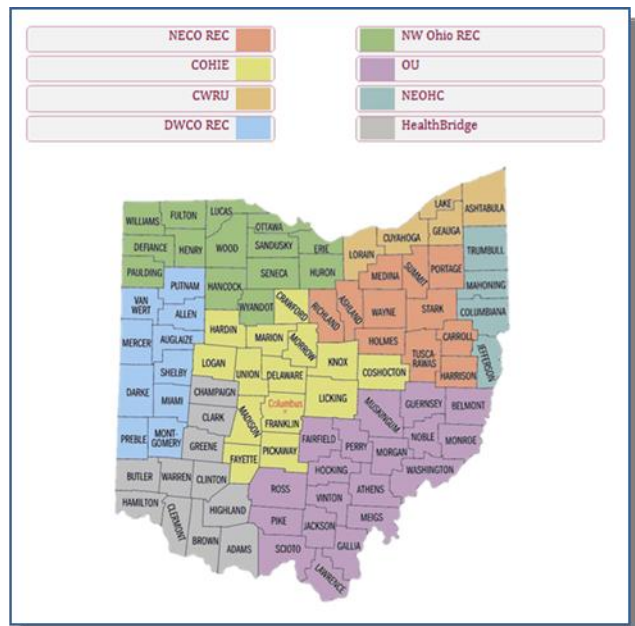 NECO REC
NW Ohio REC
COHIE
OU
CWRU
NEOHC
DWCO REC
HealthBridge
LAKE
ASHTABULA
WILLIAMS
FULTON
LUCAS
OTTAWA
CUYAHOGA
GEAUGA
DEFIANCE
HENRY
WOOD
SANDUSKY
ERIE
LORAIN
TRUMBULL
PAULDING
SENECA
HURON
MEDINA
SUMMIT
PORTAGE
PUTNAM
HANCOCK
MAHONING
VAN
WERT
ALLEN
WYANDOT
CRAWFORD
RICHLAND
ASHLAND
WAYNE
STARK
COLUMBIANA
MERCER
AUGLAIZE
HARDIN
MARION
MORROW
HOLMES
CARROLL
JEFFERSON
SHELBY
LOGAN
UNION
DELAWARE
KNOX
COSHOCTON
TUSCA-
RAWAS
HARRISON
DARKE
MIAMI
CHAMPAIGN
Columbus
LICKING
MUSKINGUM
GUERNSEY
BELMONT
CLARK
MADISON
FRANKLIN
PREBLE
MONT-
GOMERY
GREENE
FAYETTE
PICKAWAY
FAIRFIELD
PERRY
MORGAN
NOBLE
MONROE
BUTLER
WARREN
CLINTON
ROSS
HOCKING
ATHENS
WASHINGTON
HAMILTON
CLERMONT
HIGHLAND
VINTON
BROWN
ADAMS
PIKE
JACKSON
MEIGS
SCIOTO
GALLIA
LAWRENCE